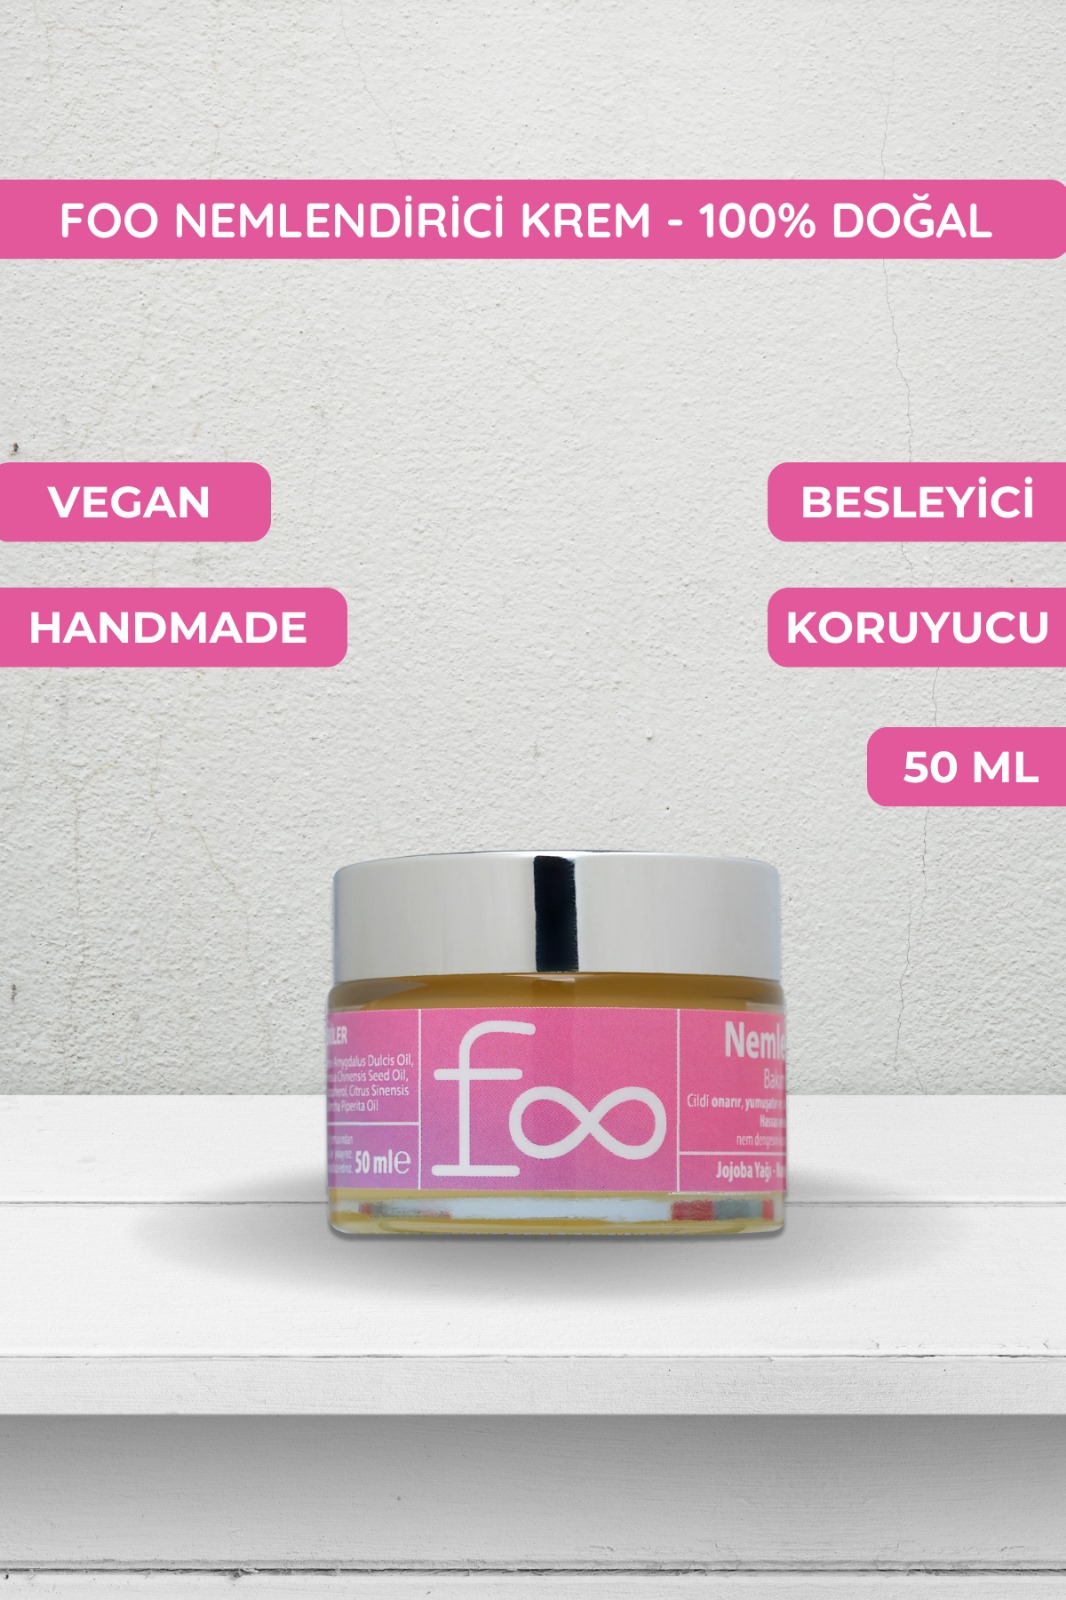 FOO NEMLENDİRİCİ KREM - 100% DOĞAL
VEGAN
BESLEYİCİ
HANDMADE
KORUYUCU
50 ML
Amygdalus Dulcis Oil,
Chinensis Seed Oil,
Citrus Sinensis
Piperita Oil
50 ml e
foo
Cildi onarır, yumuşatır
nem
Jojoba Yağı -